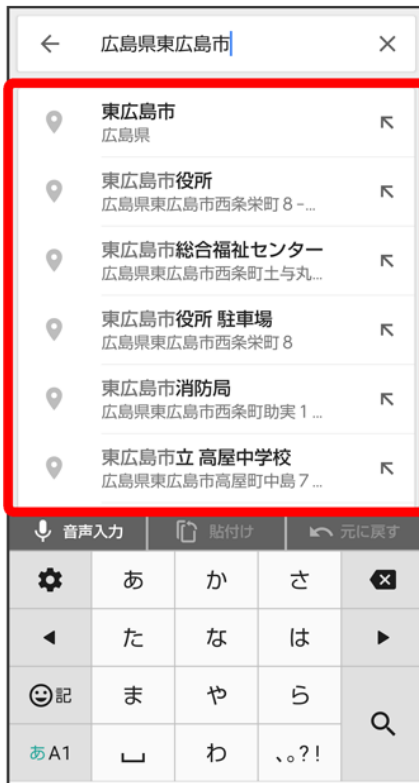 広島県東広島市
東広島市
広島県
東広島市役所
広島県東広島市西条栄町8-...
東広島市総合福祉センター
広島県東広島市西条町土与丸...
東広島市役所 駐車場
広島県東広島市西条栄町8
東広島市消防局
広島県東広島市西条町助実1...
東広島市立 高屋中学校
広島県東広島市高屋町中島7...
音声入力 貼付け 元に戻す
あ か さ
た な は
記 ま や ら
あA1 わ 、。?!